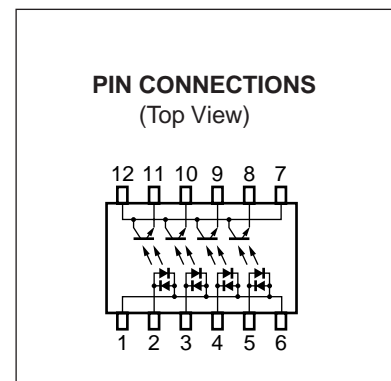 PIN CONNECTIONS
(Top View)
12 11 10 9 8 7
1 2 3 4 5 6